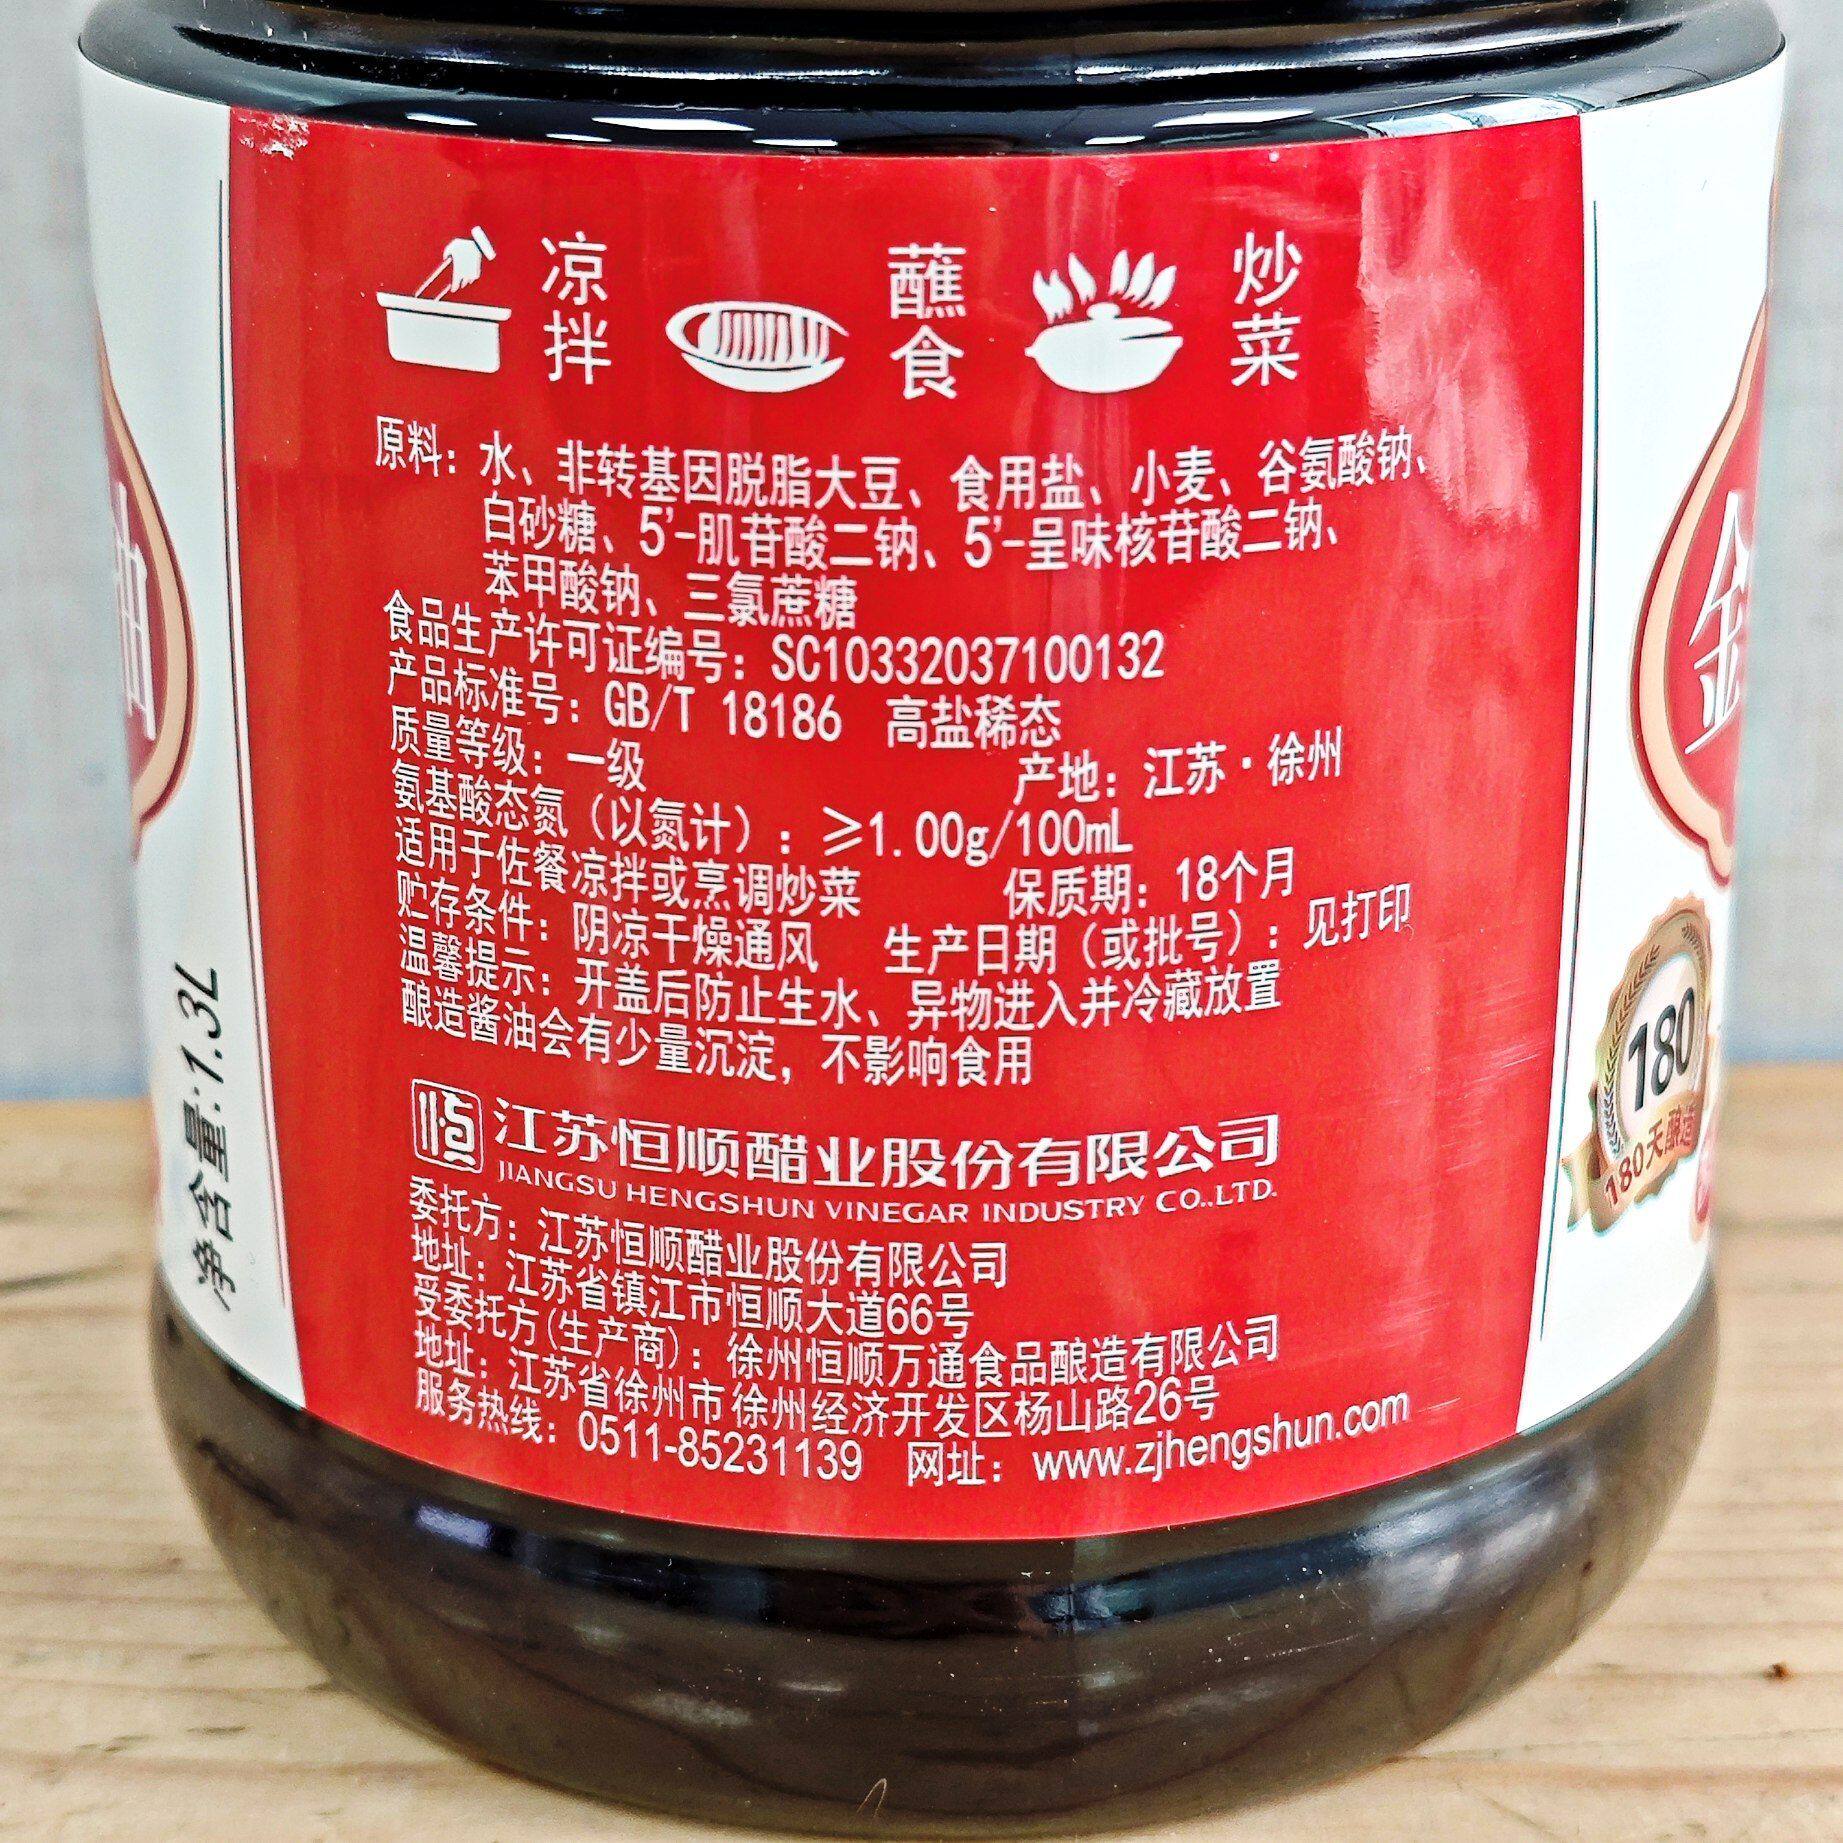 凉拌
蘸食
炒菜
原料：水、非转基因脱脂大豆、食用盐、小麦、谷氨酸钠、
白砂糖、5'-肌苷酸二钠、5'-呈味核苷酸二钠、
苯甲酸钠、三氯蔗糖
食品生产许可证编号：SC10332037100132
产品标准号：GB/T 18186 高盐稀态
质量等级：一级 产地：江苏·徐州
氨基酸态氮（以氮计）：≥1.00g/100mL
适用于佐餐凉拌或烹调炒菜 保质期：18个月
贮存条件：阴凉干燥通风 生产日期（或批号）：见打印
温馨提示：开盖后防止生水、异物进入并冷藏放置
酿造酱油会有少量沉淀，不影响食用
江苏恒顺醋业股份有限公司
JIANGSU HENGSHUN VINEGAR INDUSTRY CO.,LTD.
委托方：江苏恒顺醋业股份有限公司
地址：江苏省镇江市恒顺大道66号
受委托方(生产商)：徐州恒顺万通食品酿造有限公司
地址：江苏省徐州市徐州经济开发区杨山路26号
服务热线：0511-85231139 网址：www.zjhengshun.com
净含量:1.3L
油
金
180
180天酿造